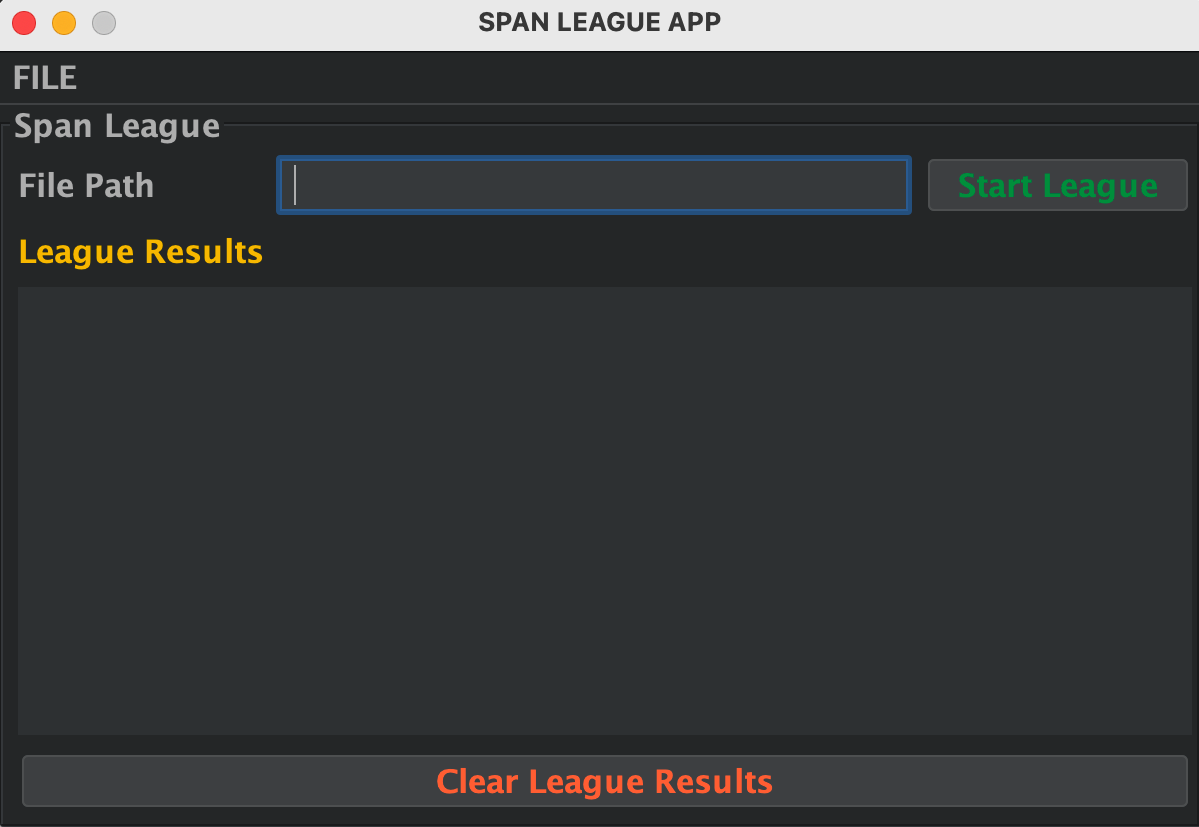 SPAN LEAGUE APP
FILE
Span League
File Path
Start League
League Results
Clear League Results